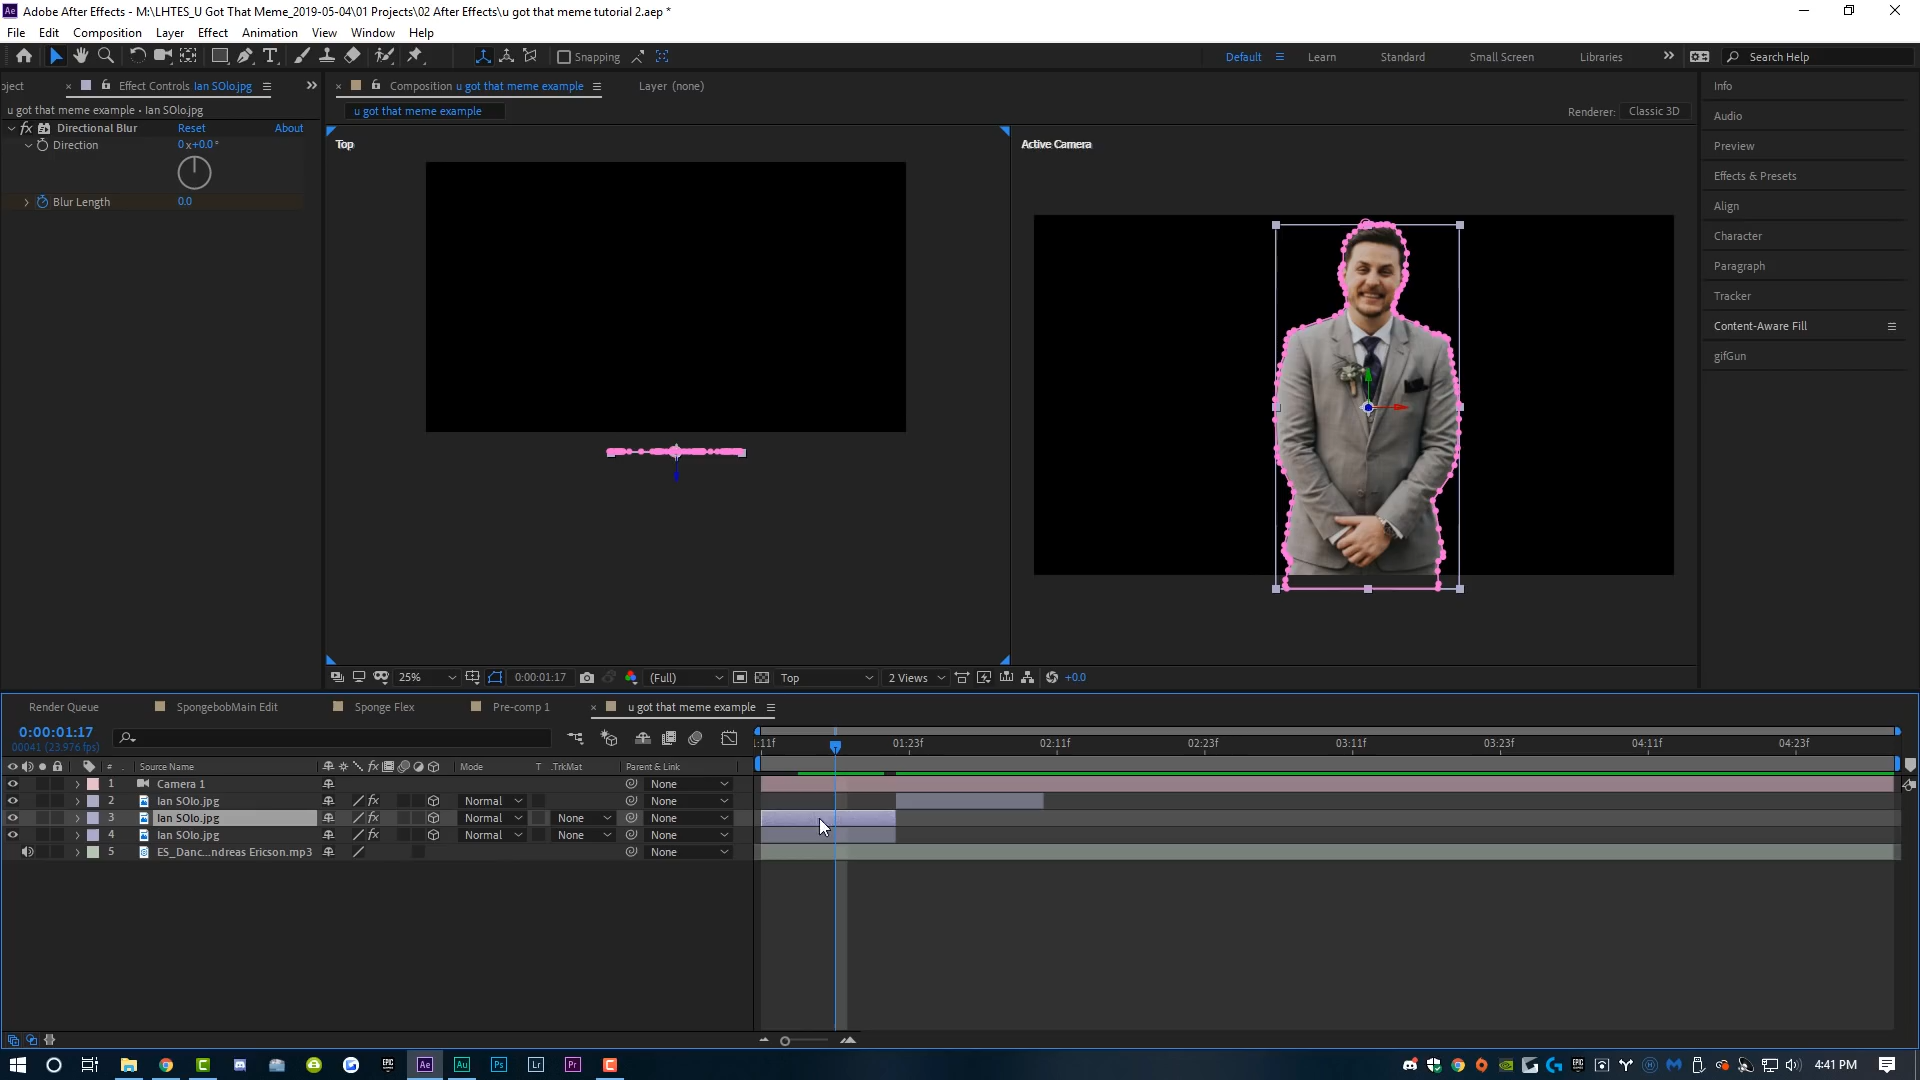 Adobe After Effects - M:\LHTES_U Got That Meme_2019-05-04\01 Projects\02 After Effects\u got that meme tutorial 2.aep *
File Edit Composition Layer Effect Animation View Window Help
Snapping Default Learn Standard Small Screen Libraries Search Help
oject Effect Controls Ian SOlo.jpg
Composition u got that meme example Layer (none)
u got that meme example • Ian SOlo.jpg
u got that meme example
Renderer: Classic 3D
fx Directional Blur Reset About
Direction 0x+0.0°
Blur Length 0.0
Top
Active Camera
Info
Audio
Preview
Effects & Presets
Align
Character
Paragraph
Tracker
Content-Aware Fill
gifGun
25% 0:00:01:17 (Full) Top 2 Views +0.0
Render Queue SpongebobMain Edit Sponge Flex Pre-comp 1 u got that meme example
0:00:01:17
00041 (23.976 fps)
1:11f 01:23f 02:11f 02:23f 03:11f 03:23f 04:11f 04:23f
# Source Name fx Mode T .TrkMat Parent & Link
1 Camera 1 None
2 Ian SOlo.jpg fx Normal None
3 Ian SOlo.jpg fx Normal None None
4 Ian SOlo.jpg fx Normal None None
5 ES_Danc...ndreas Ericson.mp3 None
Ae Au Ps Lr Pr 4:41 PM